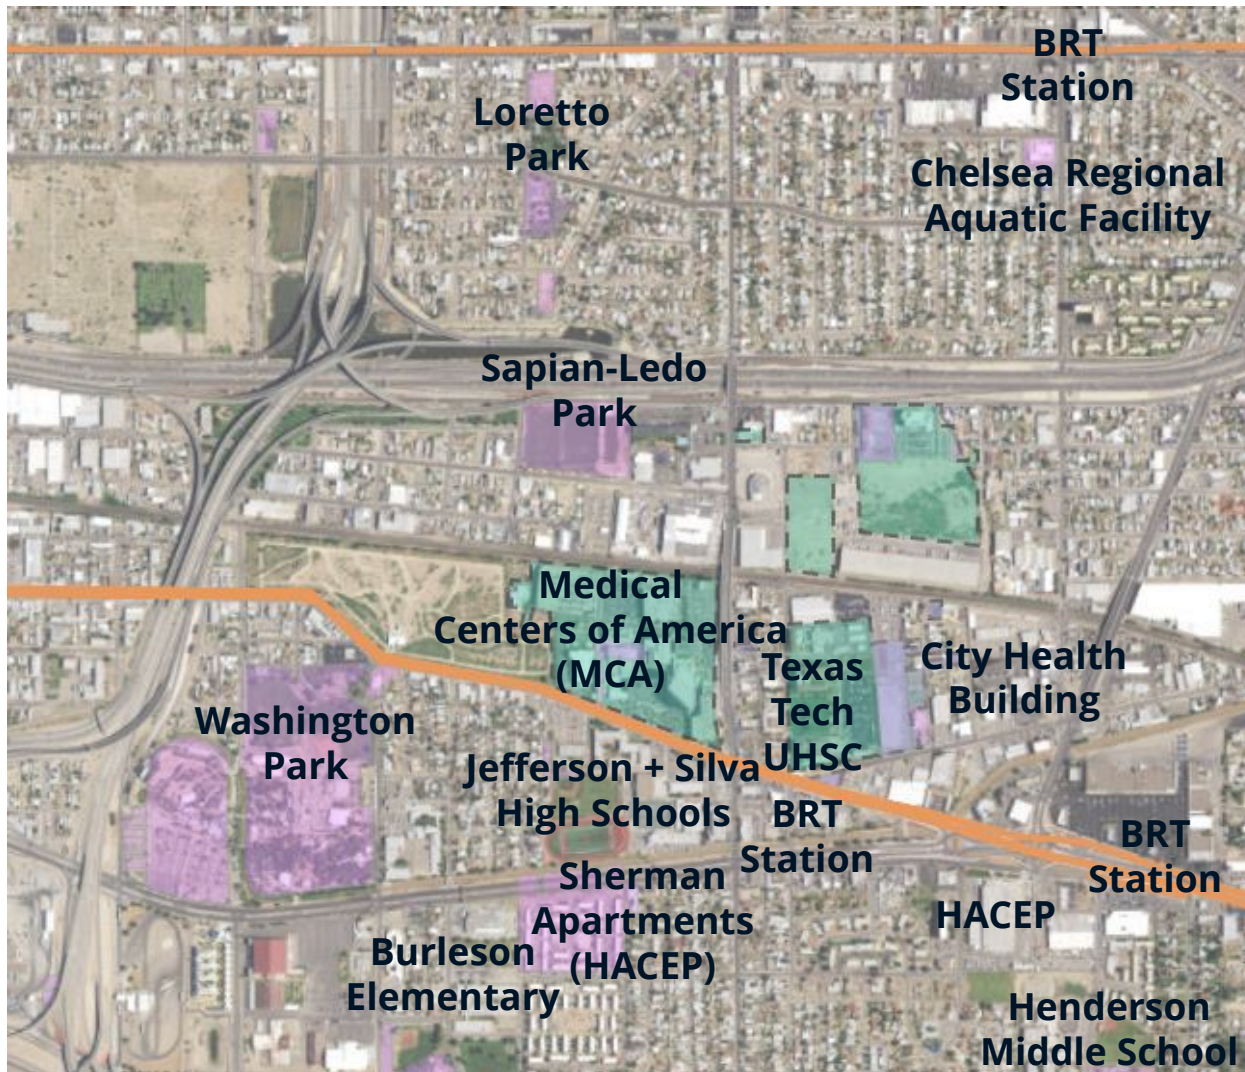 BRT
Station
Loretto
Park
Chelsea Regional
Aquatic Facility
Sapian-Ledo
Park
Medical
Centers of America
(MCA)
Texas
Tech
UHSC
City Health
Building
Washington
Park
Jefferson + Silva
High Schools
BRT
Station
BRT
Station
Sherman
Apartments
(HACEP)
HACEP
Burleson
Elementary
Henderson
Middle School